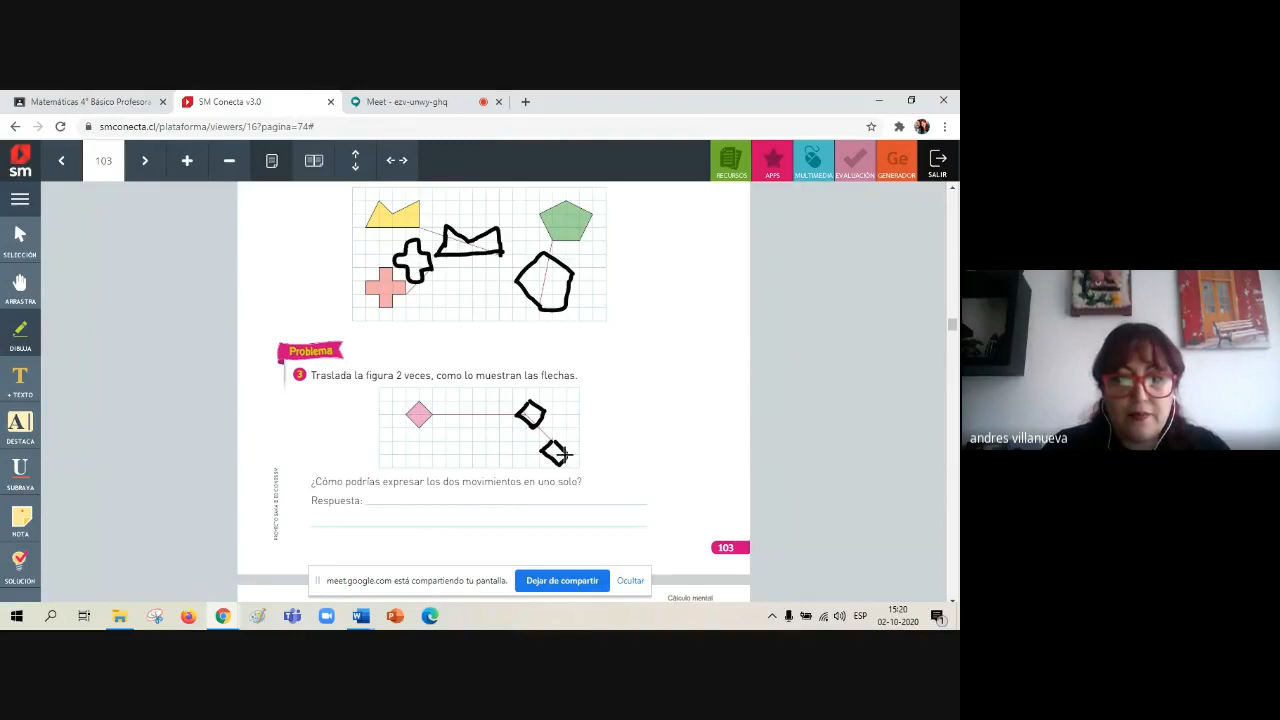 Matemáticas 4° Básico Profesora
SM Conecta v3.0
Meet - ezv-unwy-ghq
smconecta.cl/plataforma/viewers/16?pagina=74#
sm
103
RECURSOS
APPS
MULTIMEDIA
EVALUACIÓN
Ge
GENERADOR
SALIR
SELECCIÓN
ARRASTRA
DIBUJA
T
+ TEXTO
A
DESTACA
U
SUBRAYA
NOTA
SOLUCIÓN
Problema
3 Traslada la figura 2 veces, como lo muestran las flechas.
¿Cómo podrías expresar los dos movimientos en uno solo?
Respuesta:
103
meet.google.com está compartiendo tu pantalla.
Dejar de compartir
Ocultar
Cálculo mental
ESP
15:20
02-10-2020
andres villanueva